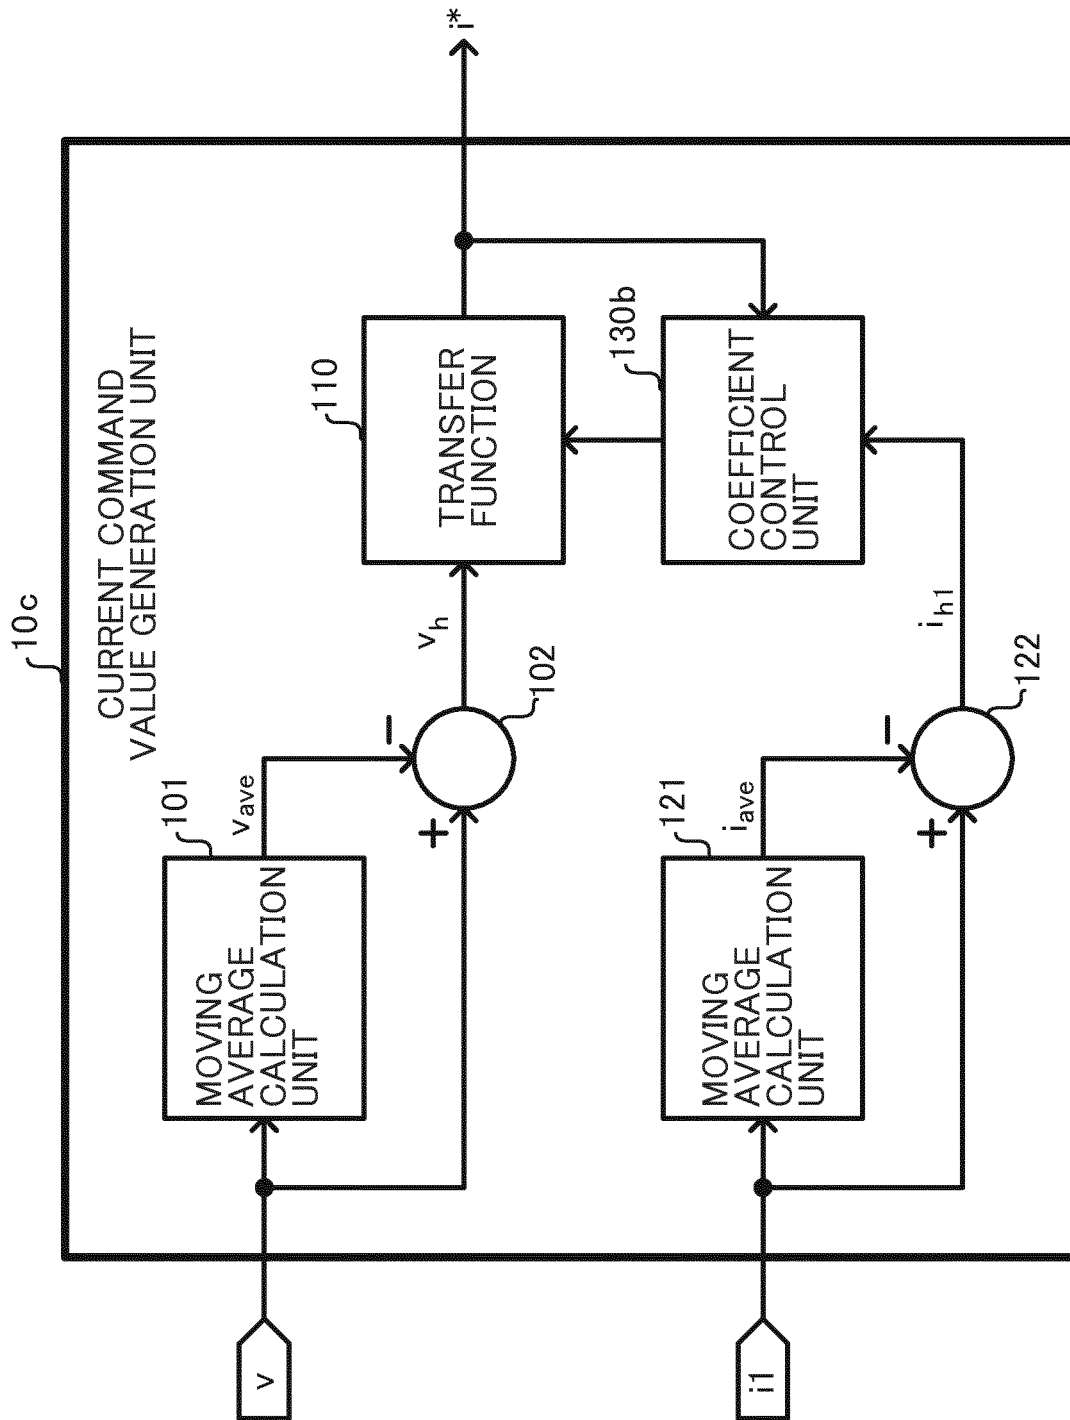 10c
CURRENT COMMAND
VALUE GENERATION UNIT
v
101
MOVING
AVERAGE
CALCULATION
UNIT
v_ave
−
+
102
v_h
110
TRANSFER
FUNCTION
i*
i1
121
MOVING
AVERAGE
CALCULATION
UNIT
i_ave
−
+
122
i_h1
130b
COEFFICIENT
CONTROL
UNIT